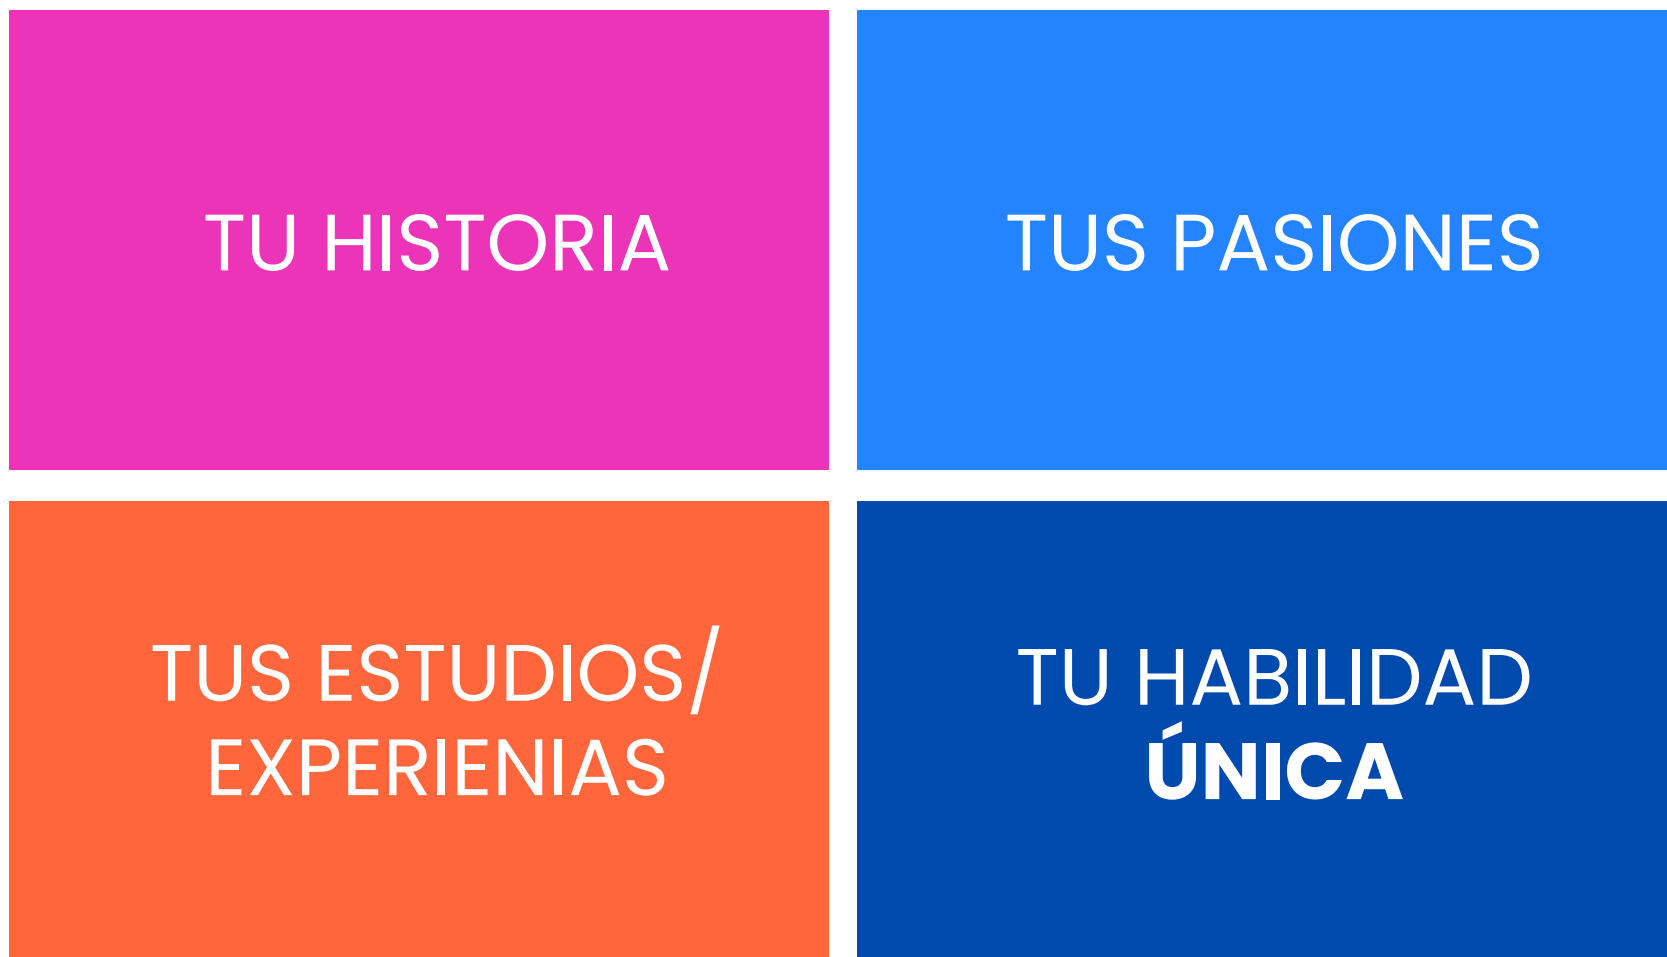 TU HISTORIA
TUS PASIONES
TUS ESTUDIOS/
EXPERIENIAS
TU HABILIDAD
ÚNICA